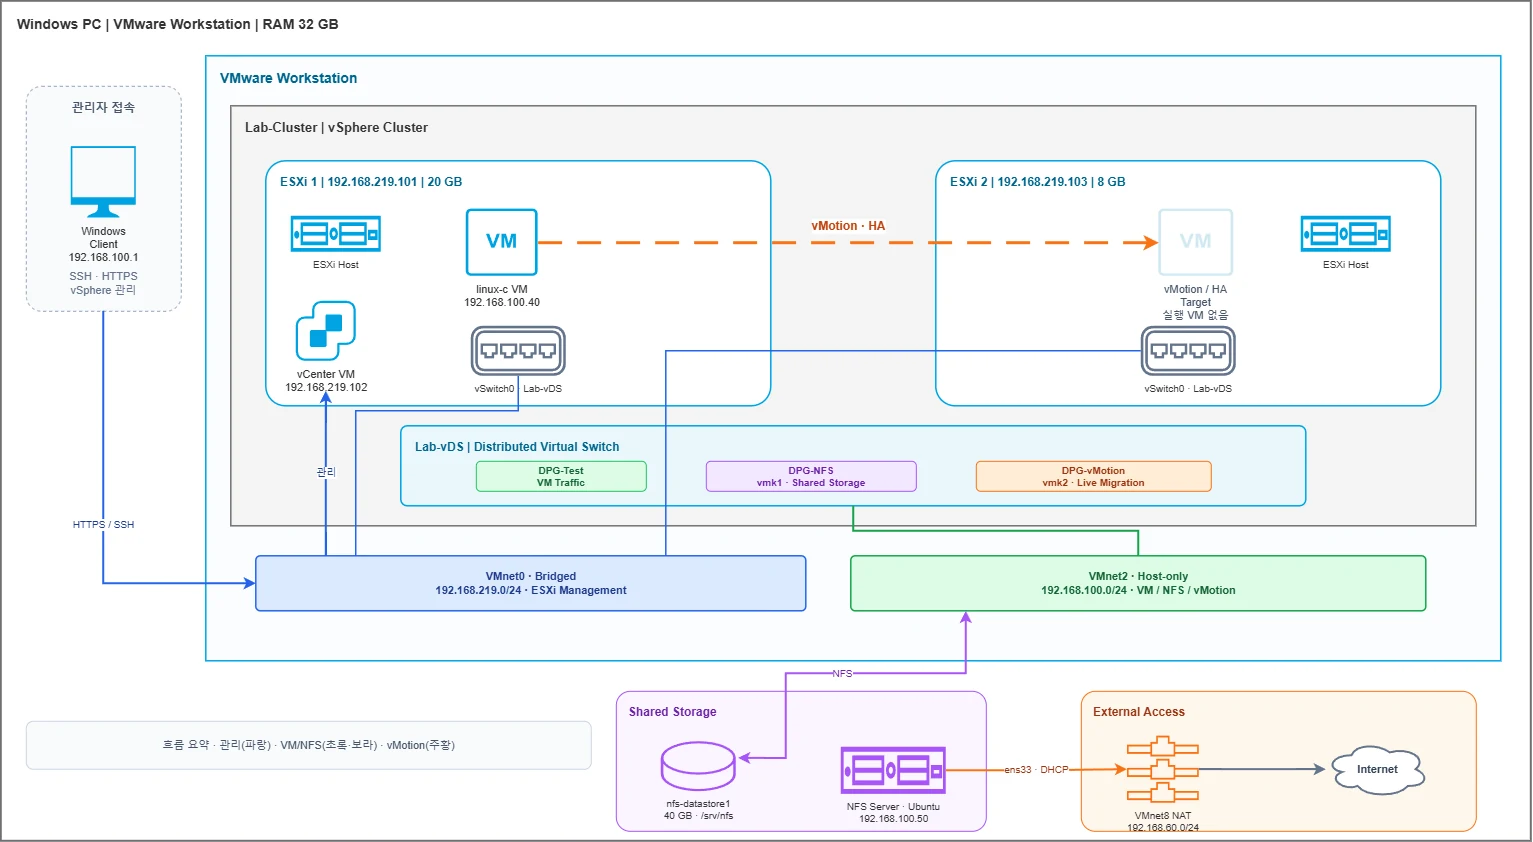 Windows PC | VMware Workstation | RAM 32 GB
VMware Workstation
관리자 접속
Windows
Client
192.168.100.1
SSH · HTTPS
vSphere 관리
Lab-Cluster | vSphere Cluster
ESXi 1 | 192.168.219.101 | 20 GB
ESXi Host
VM
linux-c VM
192.168.100.40
vCenter VM
192.168.219.102
vSwitch0 · Lab-vDS
vMotion · HA
ESXi 2 | 192.168.219.103 | 8 GB
VM
vMotion / HA
Target
실행 VM 없음
ESXi Host
vSwitch0 · Lab-vDS
Lab-vDS | Distributed Virtual Switch
DPG-Test
VM Traffic
DPG-NFS
vmk1 · Shared Storage
DPG-vMotion
vmk2 · Live Migration
관리
HTTPS / SSH
VMnet0 · Bridged
192.168.219.0/24 · ESXi Management
VMnet2 · Host-only
192.168.100.0/24 · VM / NFS / vMotion
NFS
흐름 요약 · 관리(파랑) · VM/NFS(초록·보라) · vMotion(주황)
Shared Storage
nfs-datastore1
40 GB · /srv/nfs
NFS Server · Ubuntu
192.168.100.50
ens33 · DHCP
External Access
VMnet8 NAT
192.168.60.0/24
Internet